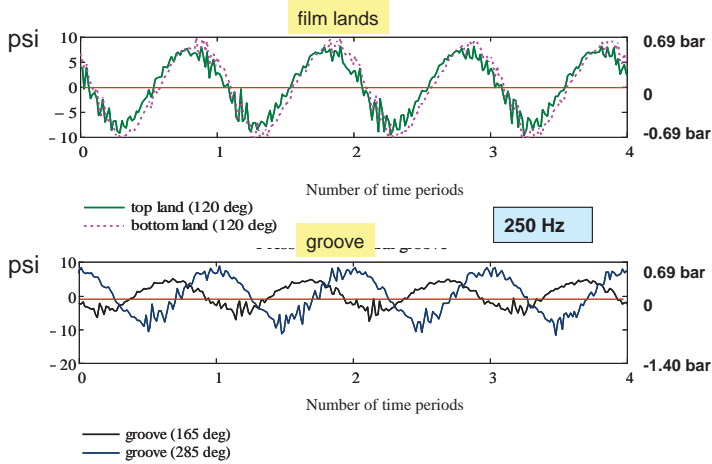 film lands
psi
10
5
0
- 5
- 10
0.69 bar
0
-0.69 bar
0 1 2 3 4
Number of time periods
top land (120 deg)
bottom land (120 deg)
250 Hz
groove
psi
10
0
- 10
- 20
0.69 bar
0
-1.40 bar
0 1 2 3 4
Number of time periods
groove (165 deg)
groove (285 deg)